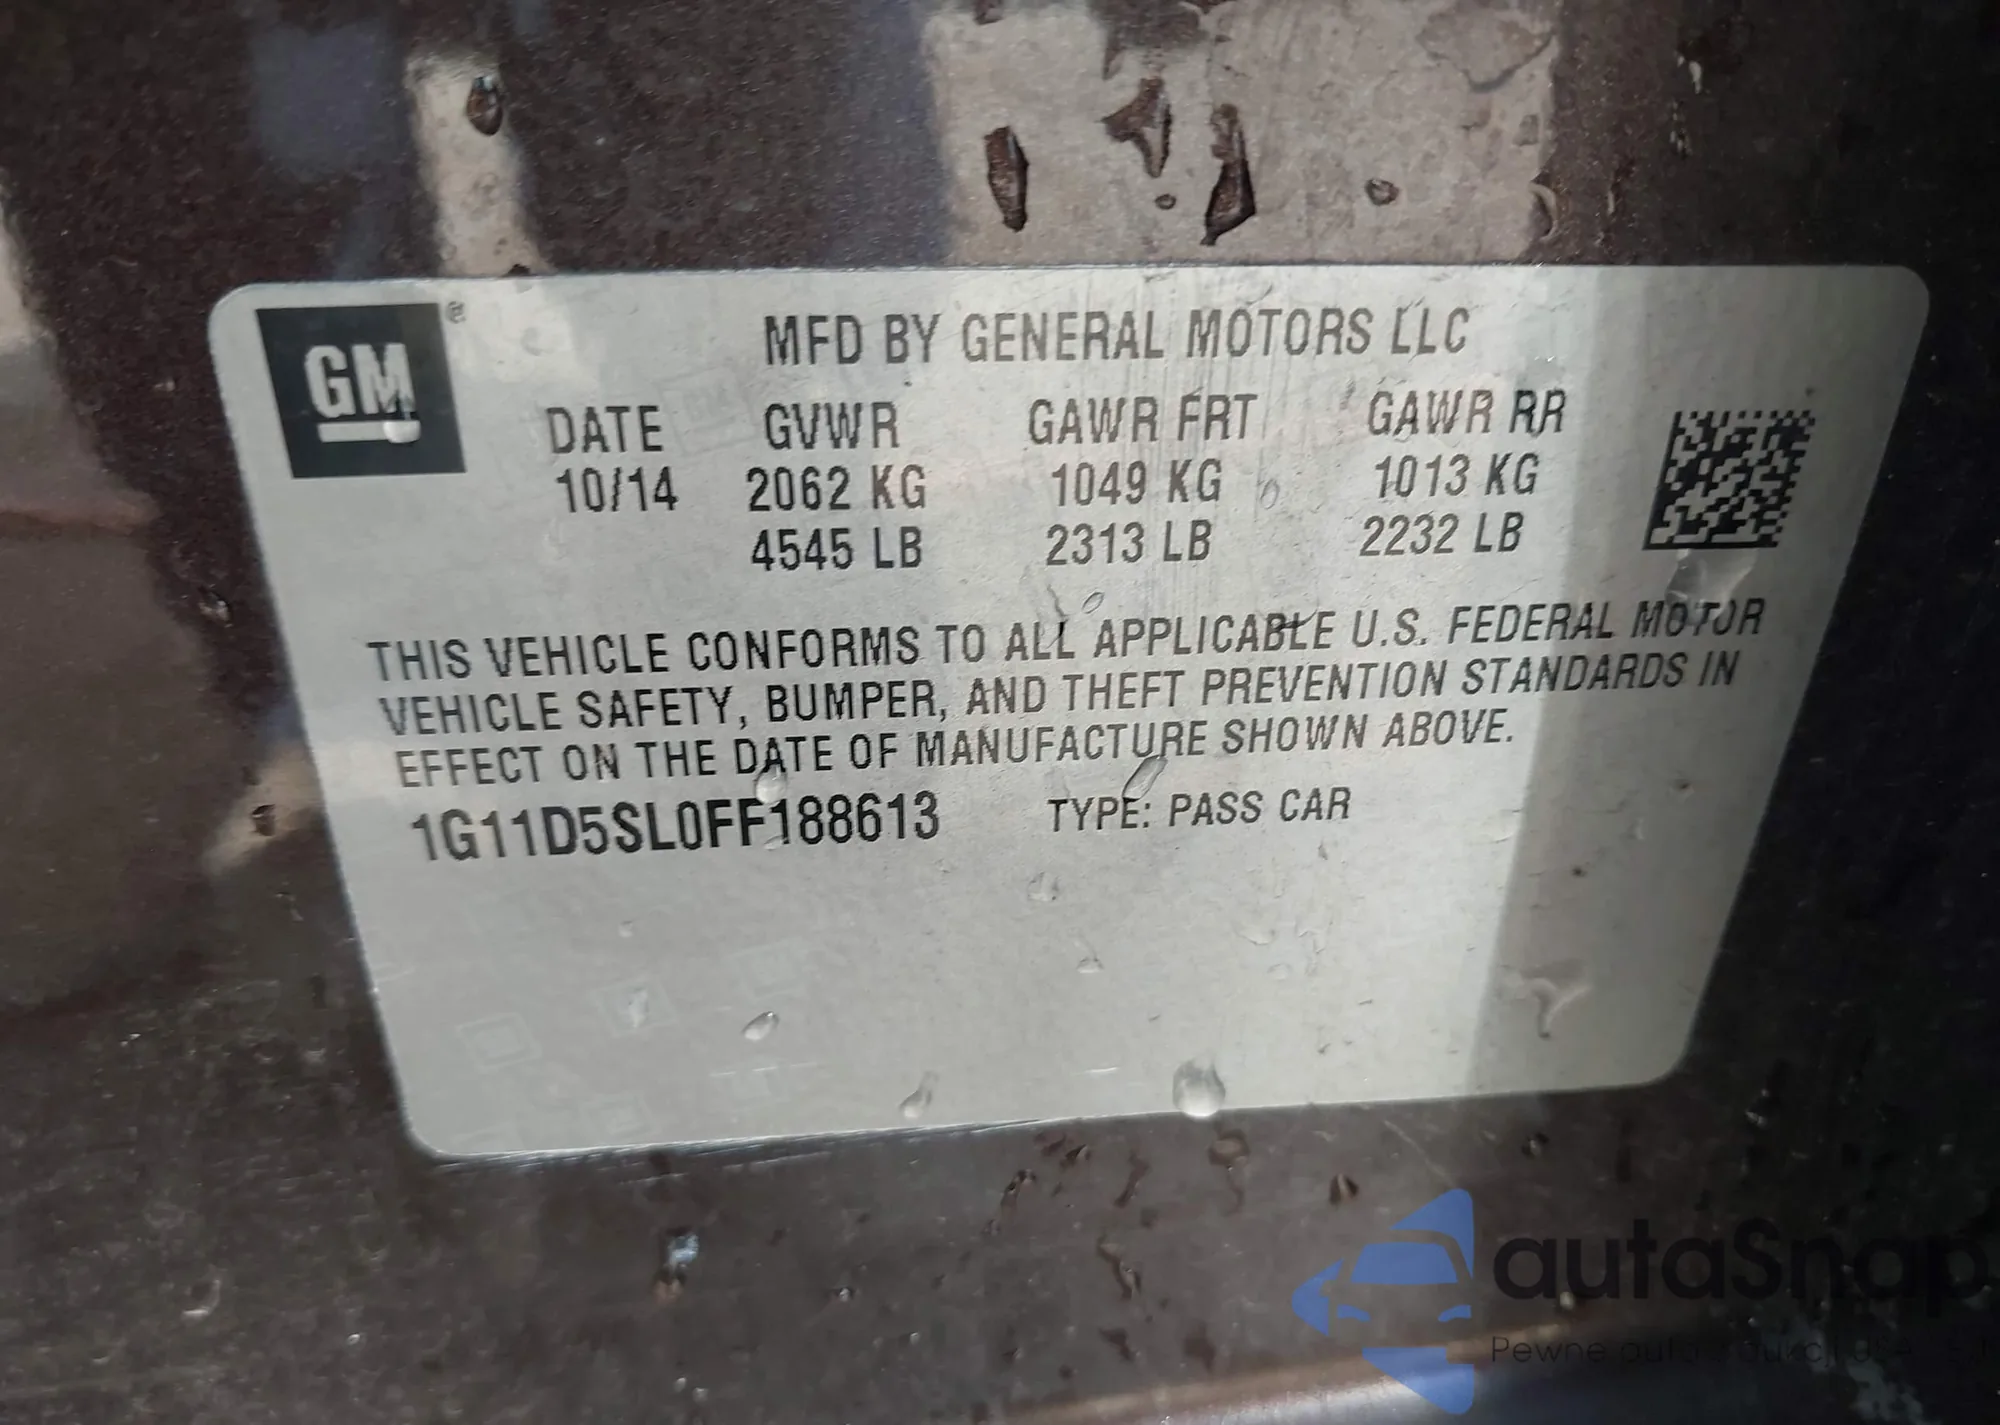 GM ®
MFD BY GENERAL MOTORS LLC
DATE GVWR GAWR FRT GAWR RR
10/14 2062 KG 1049 KG 1013 KG
4545 LB 2313 LB 2232 LB
THIS VEHICLE CONFORMS TO ALL APPLICABLE U.S. FEDERAL MOTOR
VEHICLE SAFETY, BUMPER, AND THEFT PREVENTION STANDARDS IN
EFFECT ON THE DATE OF MANUFACTURE SHOWN ABOVE.
1G11D5SL0FF188613 TYPE: PASS CAR
autaSnap
Pewne auta